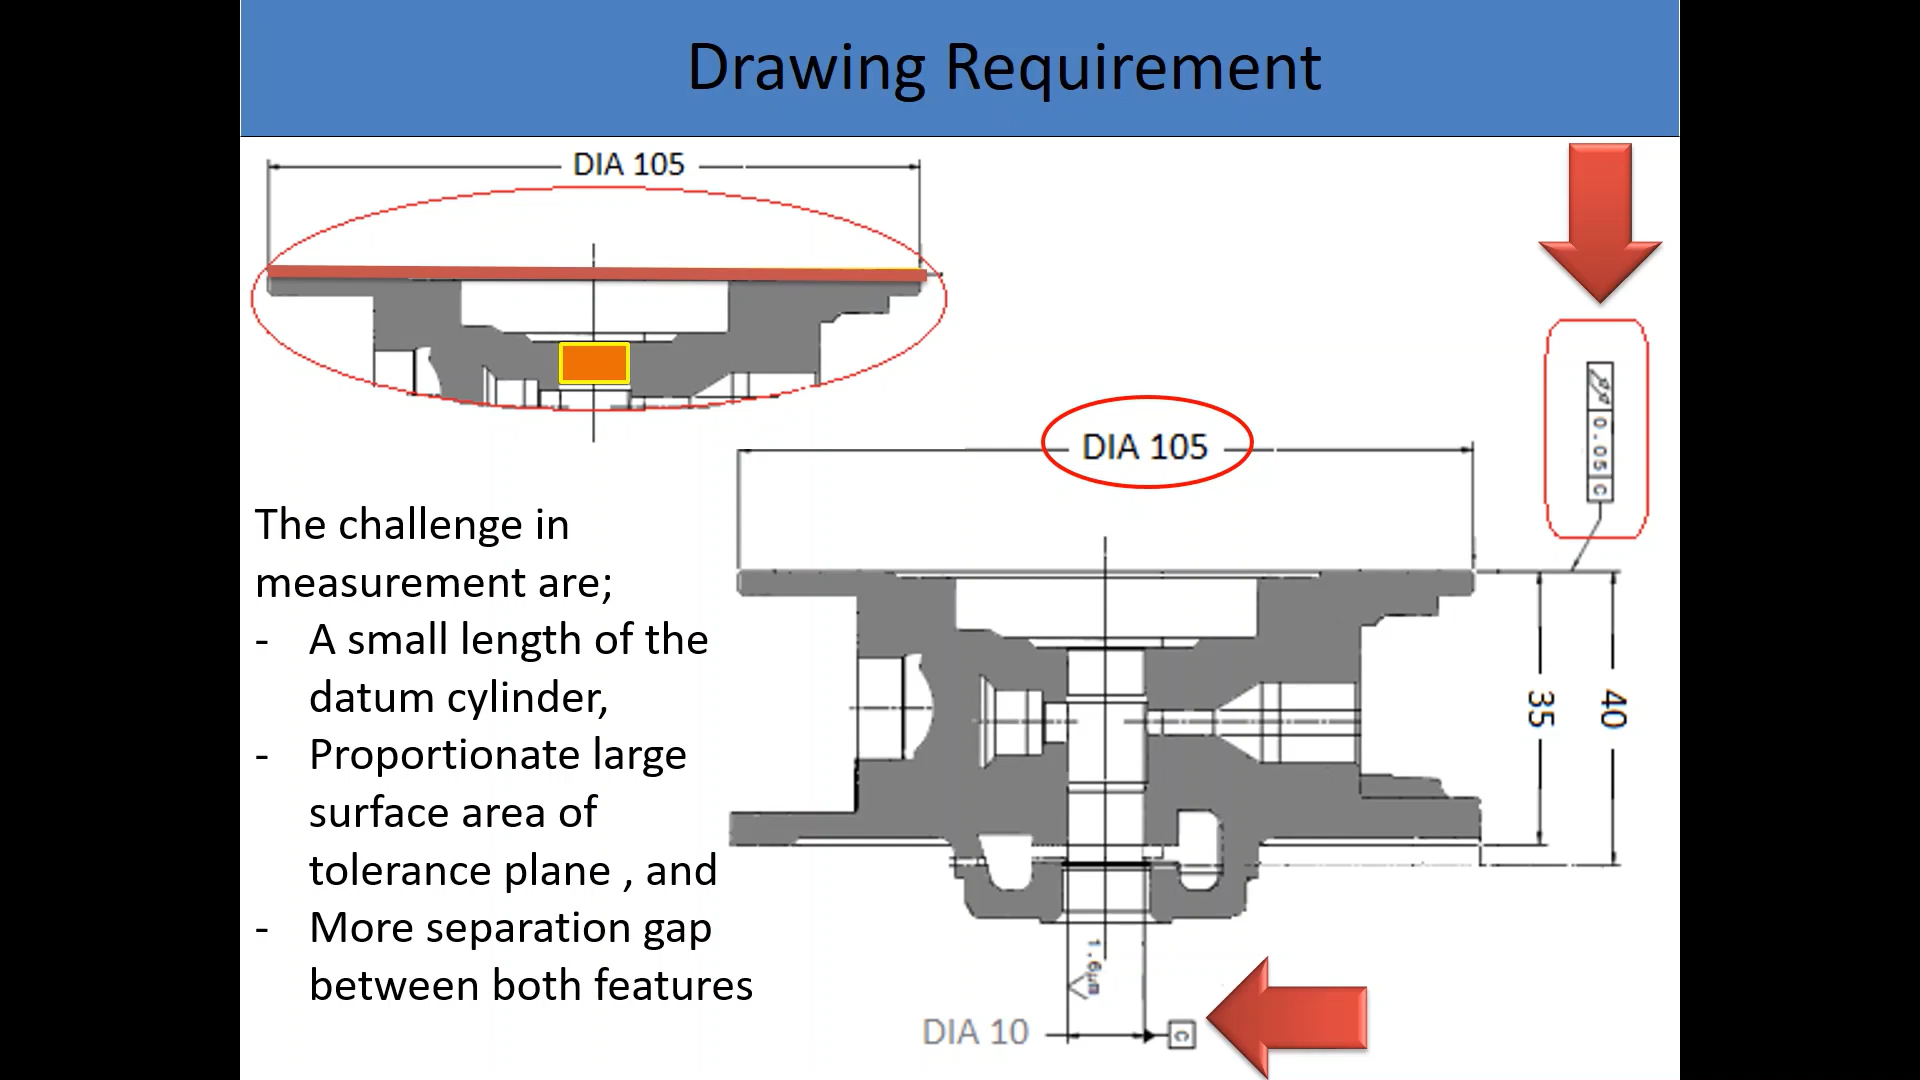 Drawing Requirement
DIA 105
DIA 105
0.05 C
The challenge in
measurement are;
- A small length of the
datum cylinder,
- Proportionate large
surface area of
tolerance plane , and
- More separation gap
between both features
35
40
1.6µm
DIA 10
C